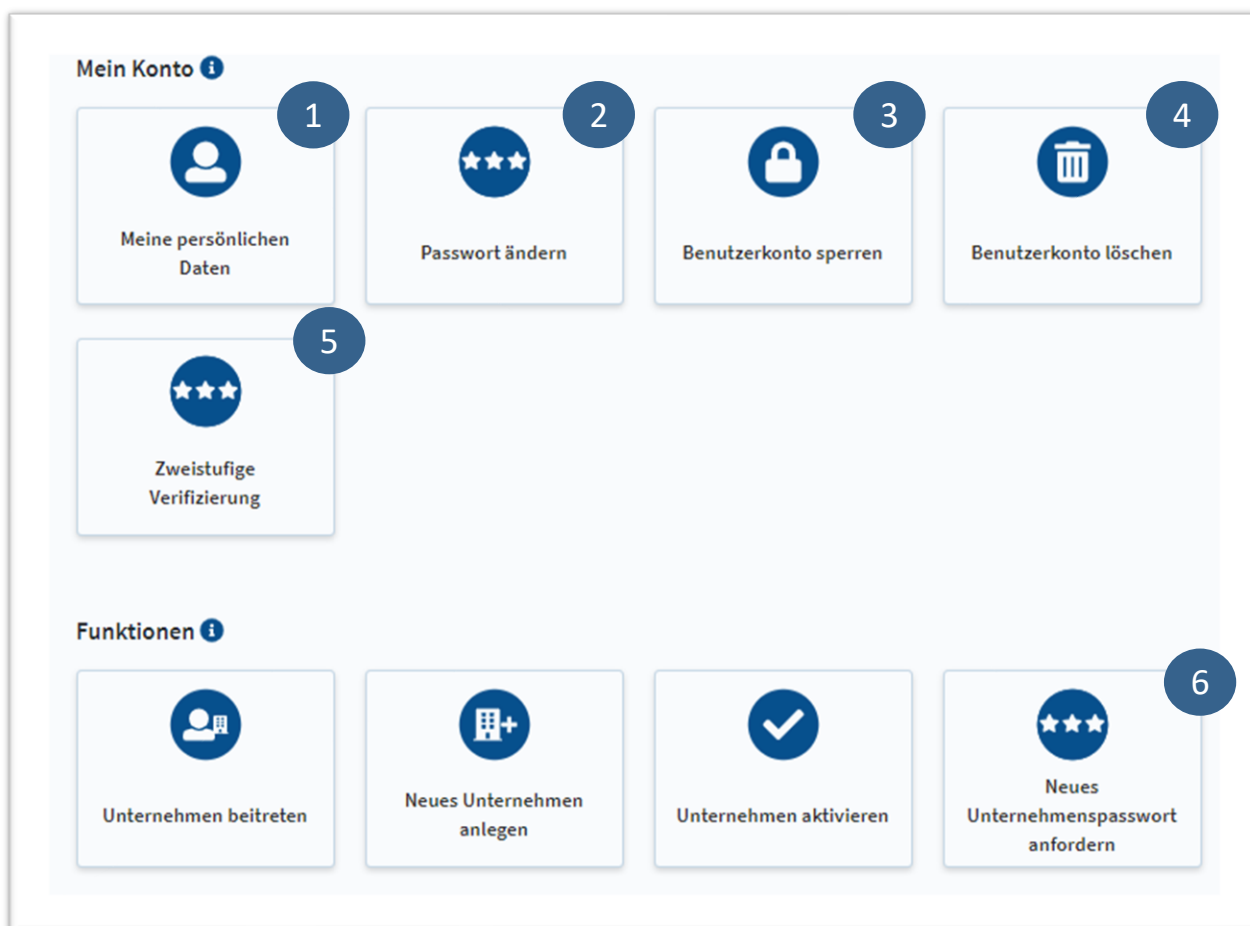 Mein Konto
1
2
3
4
Meine persönlichen
Daten
Passwort ändern
Benutzerkonto sperren
Benutzerkonto löschen
5
Zweistufige
Verifizierung
Funktionen
6
Unternehmen beitreten
Neues Unternehmen
anlegen
Unternehmen aktivieren
Neues
Unternehmenspasswort
anfordern